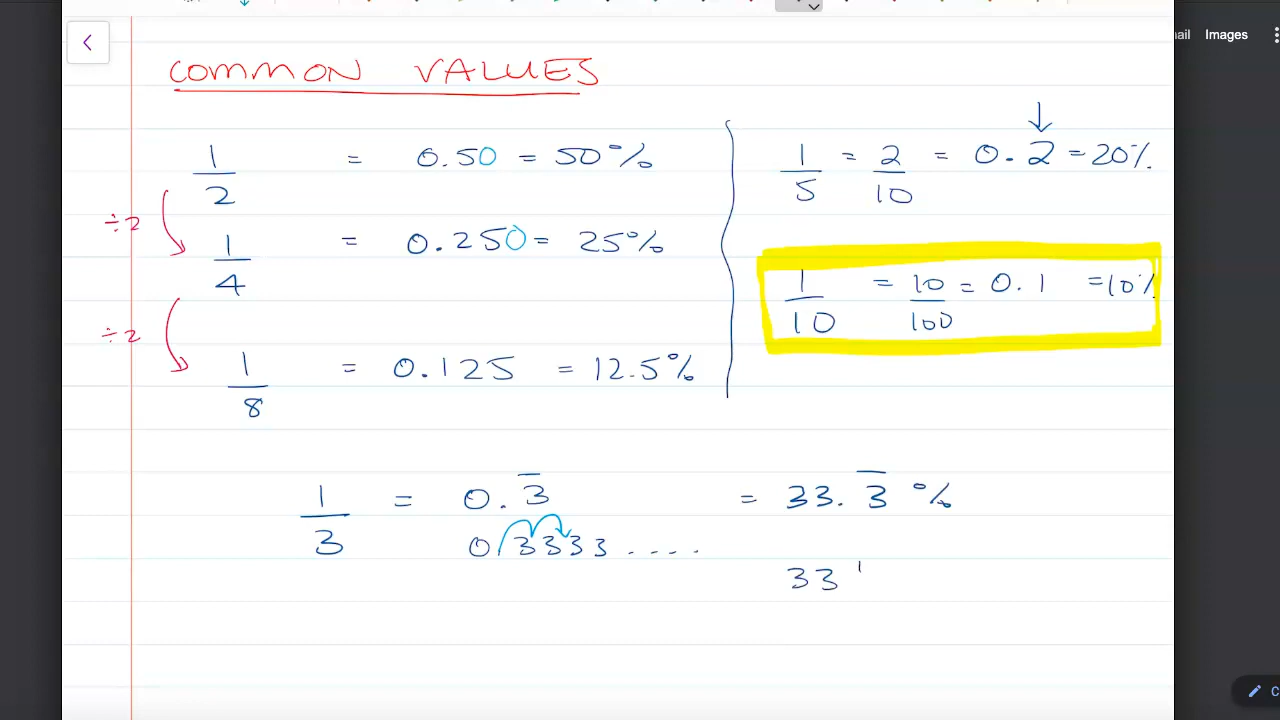 ail Images
COMMON VALUES
1/2 = 0.50 = 50%
÷2
1/4 = 0.250 = 25%
÷2
1/8 = 0.125 = 12.5%
1/5 = 2/10 = 0.2 = 20%
1/10 = 10/100 = 0.1 = 10%
1/3 = 0.3̅ = 33.3̅ %
0.3333 ....
33 1
C